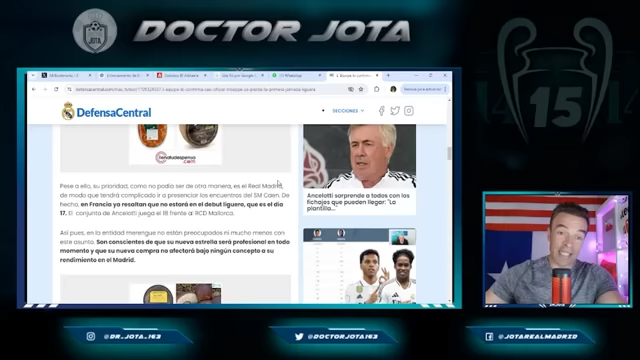 DOCTOR JOTA
JOTA
15
DefensaCentral
SECCIONES
Pese a ello, su prioridad, como no podía ser de otra manera, es el Real Madrid,
de modo que tendrá complicado ir a presenciar los encuentros del SM Caen. De
hecho, en Francia ya resaltan que no estará en el debut liguero, que es el día
17. El conjunto de Ancelotti juega el 18 frente al RCD Mallorca.
Así pues, en la entidad merengue no están preocupados ni mucho menos con
este asunto. Son conscientes de que su nueva estrella será profesional en todo
momento y que su nueva compra no afectará bajo ningún concepto a su
rendimiento en el Madrid.
Ancelotti sorprende a todos con los
fichajes que pueden llegar: "La
plantilla..."
@DR_JOTA_163
@DOCTORJOTA163
@JOTAREALMADRID